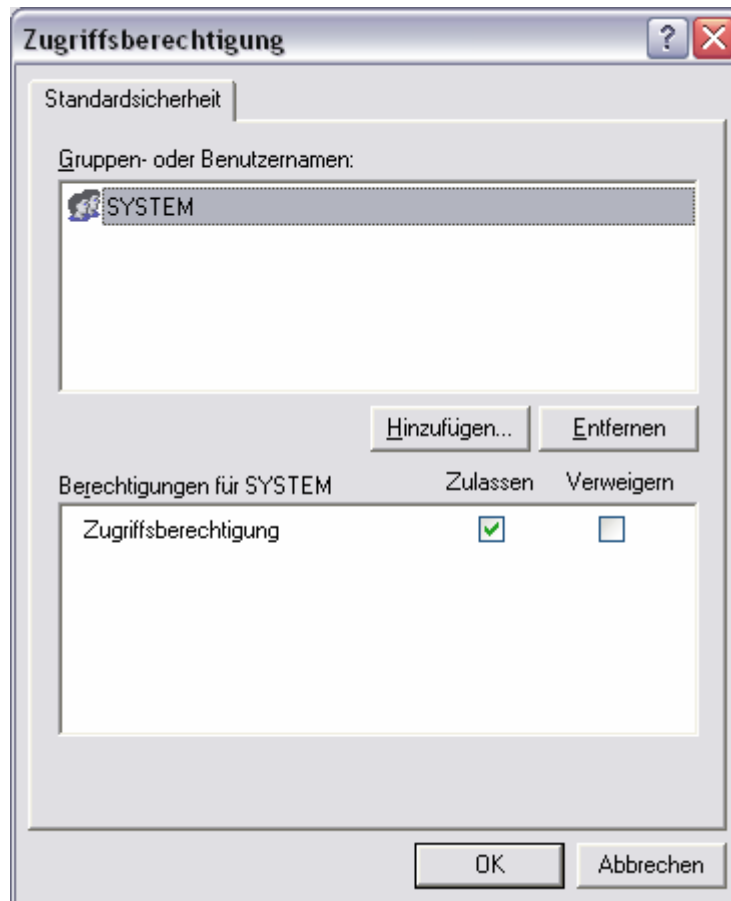 Zugriffsberechtigung
Standardsicherheit
Gruppen- oder Benutzernamen:
SYSTEM
Hinzufügen... Entfernen
Berechtigungen für SYSTEM Zulassen Verweigern
Zugriffsberechtigung
OK Abbrechen